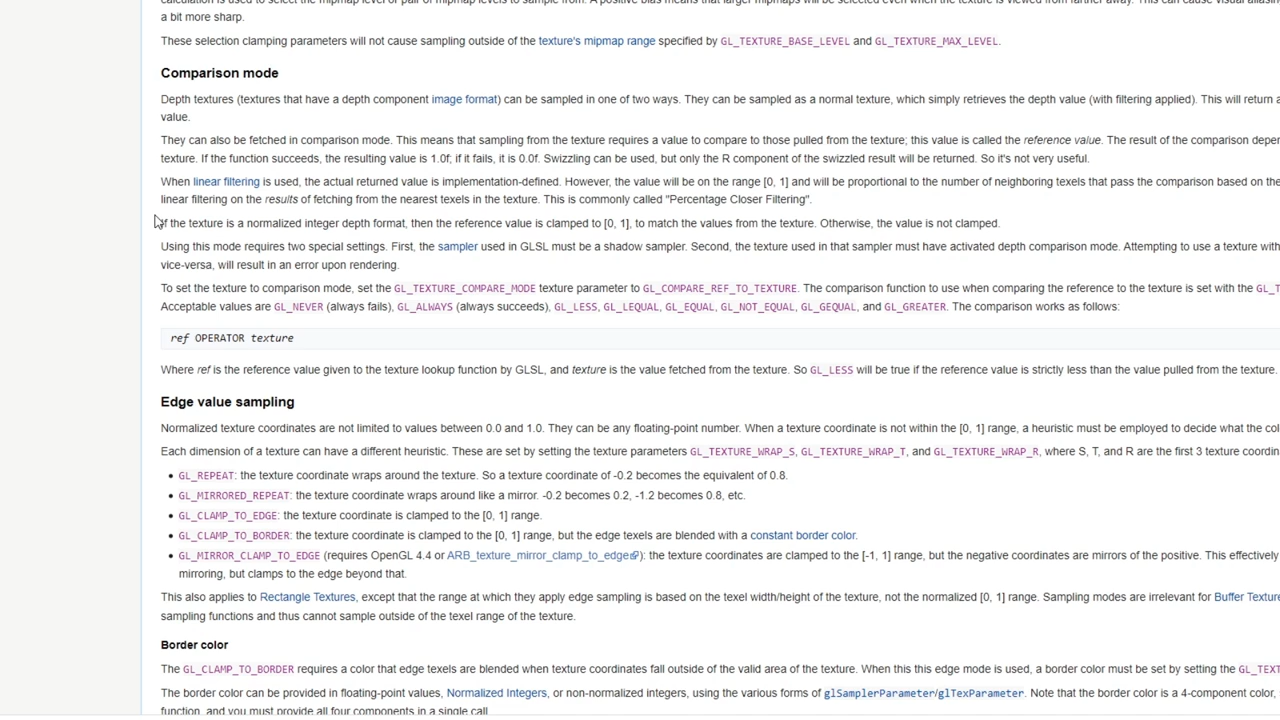 calculation is used to select the mipmap level or pair of mipmap levels to sample from. A positive bias means that larger mipmaps will be selected even when the texture is viewed from farther away. This can cause visual aliasing
a bit more sharp.
These selection clamping parameters will not cause sampling outside of the texture's mipmap range specified by GL_TEXTURE_BASE_LEVEL and GL_TEXTURE_MAX_LEVEL.
Comparison mode
Depth textures (textures that have a depth component image format) can be sampled in one of two ways. They can be sampled as a normal texture, which simply retrieves the depth value (with filtering applied). This will return a
value.
They can also be fetched in comparison mode. This means that sampling from the texture requires a value to compare to those pulled from the texture; this value is called the reference value. The result of the comparison deper
texture. If the function succeeds, the resulting value is 1.0f; if it fails, it is 0.0f. Swizzling can be used, but only the R component of the swizzled result will be returned. So it's not very useful.
When linear filtering is used, the actual returned value is implementation-defined. However, the value will be on the range [0, 1] and will be proportional to the number of neighboring texels that pass the comparison based on the
linear filtering on the results of fetching from the nearest texels in the texture. This is commonly called "Percentage Closer Filtering".
If the texture is a normalized integer depth format, then the reference value is clamped to [0, 1], to match the values from the texture. Otherwise, the value is not clamped.
Using this mode requires two special settings. First, the sampler used in GLSL must be a shadow sampler. Second, the texture used in that sampler must have activated depth comparison mode. Attempting to use a texture with
vice-versa, will result in an error upon rendering.
To set the texture to comparison mode, set the GL_TEXTURE_COMPARE_MODE texture parameter to GL_COMPARE_REF_TO_TEXTURE. The comparison function to use when comparing the reference to the texture is set with the GL_T
Acceptable values are GL_NEVER (always fails), GL_ALWAYS (always succeeds), GL_LESS, GL_LEQUAL, GL_EQUAL, GL_NOT_EQUAL, GL_GEQUAL, and GL_GREATER. The comparison works as follows:
ref OPERATOR texture
Where ref is the reference value given to the texture lookup function by GLSL, and texture is the value fetched from the texture. So GL_LESS will be true if the reference value is strictly less than the value pulled from the texture.
Edge value sampling
Normalized texture coordinates are not limited to values between 0.0 and 1.0. They can be any floating-point number. When a texture coordinate is not within the [0, 1] range, a heuristic must be employed to decide what the col
Each dimension of a texture can have a different heuristic. These are set by setting the texture parameters GL_TEXTURE_WRAP_S, GL_TEXTURE_WRAP_T, and GL_TEXTURE_WRAP_R, where S, T, and R are the first 3 texture coordin
• GL_REPEAT: the texture coordinate wraps around the texture. So a texture coordinate of -0.2 becomes the equivalent of 0.8.
• GL_MIRRORED_REPEAT: the texture coordinate wraps around like a mirror. -0.2 becomes 0.2, -1.2 becomes 0.8, etc.
• GL_CLAMP_TO_EDGE: the texture coordinate is clamped to the [0, 1] range.
• GL_CLAMP_TO_BORDER: the texture coordinate is clamped to the [0, 1] range, but the edge texels are blended with a constant border color.
• GL_MIRROR_CLAMP_TO_EDGE (requires OpenGL 4.4 or ARB_texture_mirror_clamp_to_edge): the texture coordinates are clamped to the [-1, 1] range, but the negative coordinates are mirrors of the positive. This effectively
mirroring, but clamps to the edge beyond that.
This also applies to Rectangle Textures, except that the range at which they apply edge sampling is based on the texel width/height of the texture, not the normalized [0, 1] range. Sampling modes are irrelevant for Buffer Texture
sampling functions and thus cannot sample outside of the texel range of the texture.
Border color
The GL_CLAMP_TO_BORDER requires a color that edge texels are blended when texture coordinates fall outside of the valid area of the texture. When this this edge mode is used, a border color must be set by setting the GL_TEXT
The border color can be provided in floating-point values, Normalized Integers, or non-normalized integers, using the various forms of glSamplerParameter/glTexParameter. Note that the border color is a 4-component color,
function, and you must provide all four components in a single call